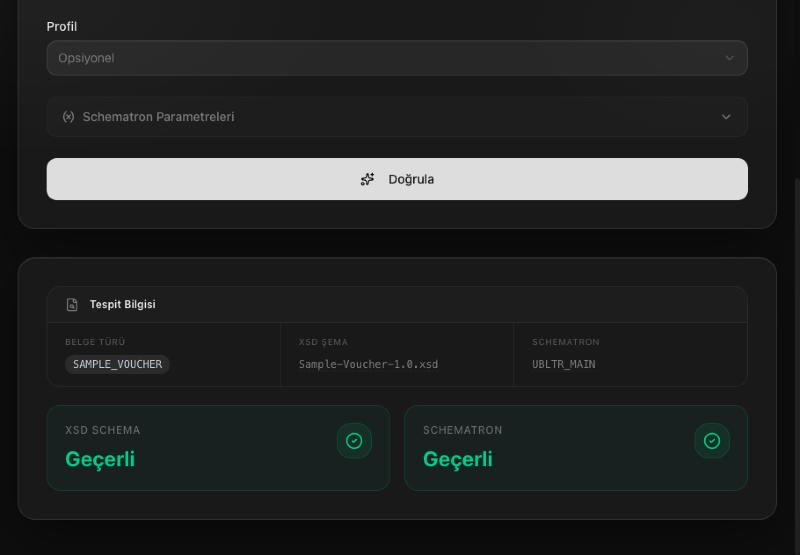 Profil
Opsiyonel
Schematron Parametreleri
Doğrula
Tespit Bilgisi
BELGE TÜRÜ
SAMPLE_VOUCHER
XSD ŞEMA
Sample-Voucher-1.0.xsd
SCHEMATRON
UBLTR_MAIN
XSD SCHEMA
Geçerli
SCHEMATRON
Geçerli